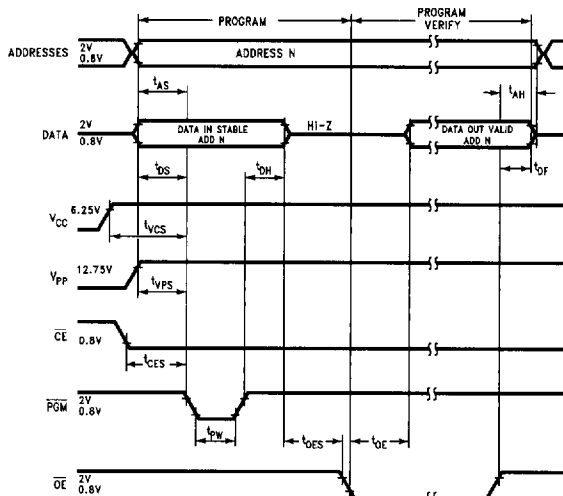 PROGRAM
PROGRAM
VERIFY
ADDRESSES
2V
0.8V
ADDRESS N
tAS
tAH
DATA
2V
0.8V
DATA IN STABLE
ADD N
Hi-Z
DATA OUT VALID
ADD N
tDS
tDH
tDF
VCC
6.25V
tVCS
VPP
12.75V
tVPS
CE
0.8V
tCES
PGM
2V
0.8V
tPW
tOES
tOE
OE
2V
0.8V